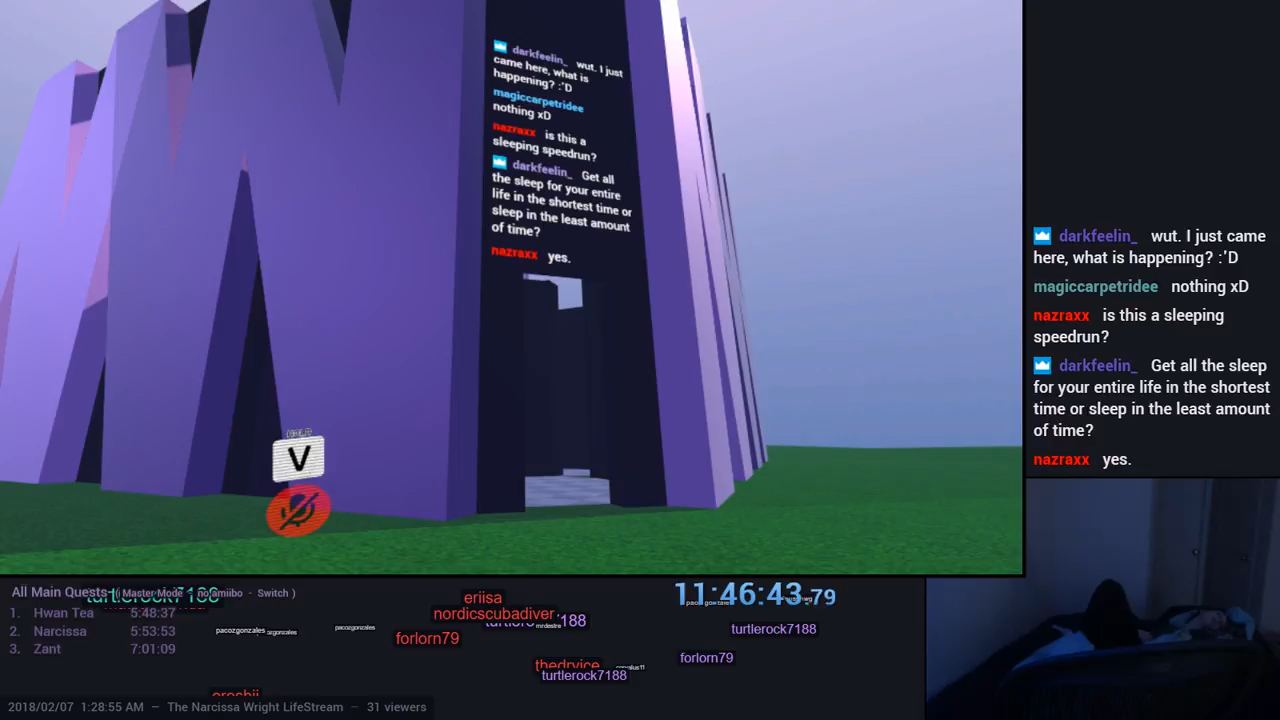 darkfeelin_ wut. I just
came here, what is
happening? :'D
magiccarpetridee
nothing xD
nazraxx is this a
sleeping speedrun?
darkfeelin_ Get all
the sleep for your entire
life in the shortest time or
sleep in the least amount
of time?
nazraxx yes.
V
darkfeelin_ wut. I just came
here, what is happening? :'D
magiccarpetridee nothing xD
nazraxx is this a sleeping
speedrun?
darkfeelin_ Get all the sleep
for your entire life in the shortest
time or sleep in the least amount
of time?
nazraxx yes.
All Main Quests ( Master Mode - no amiibo - Switch )
turtlerock7188
1. Hwan Tea 5:48:37
2. Narcissa 5:53:53
3. Zant 7:01:09
pacozgonzales
pacozgonzales
eriisa
nordicscubadiver
forlorn79
thedrvice
turtlerock7188
11:46:43.79
turtlerock7188
forlorn79
2018/02/07 1:28:55 AM — The Narcissa Wright LifeStream — 31 viewers